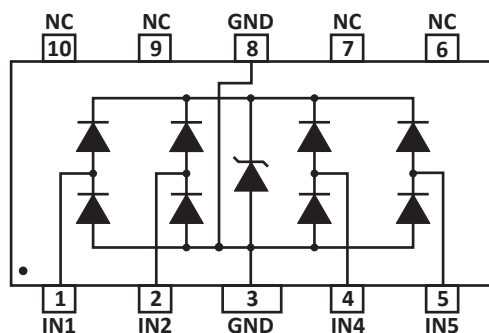 NC NC GND NC NC
10 9 8 7 6
1 2 3 4 5
IN1 IN2 GND IN4 IN5